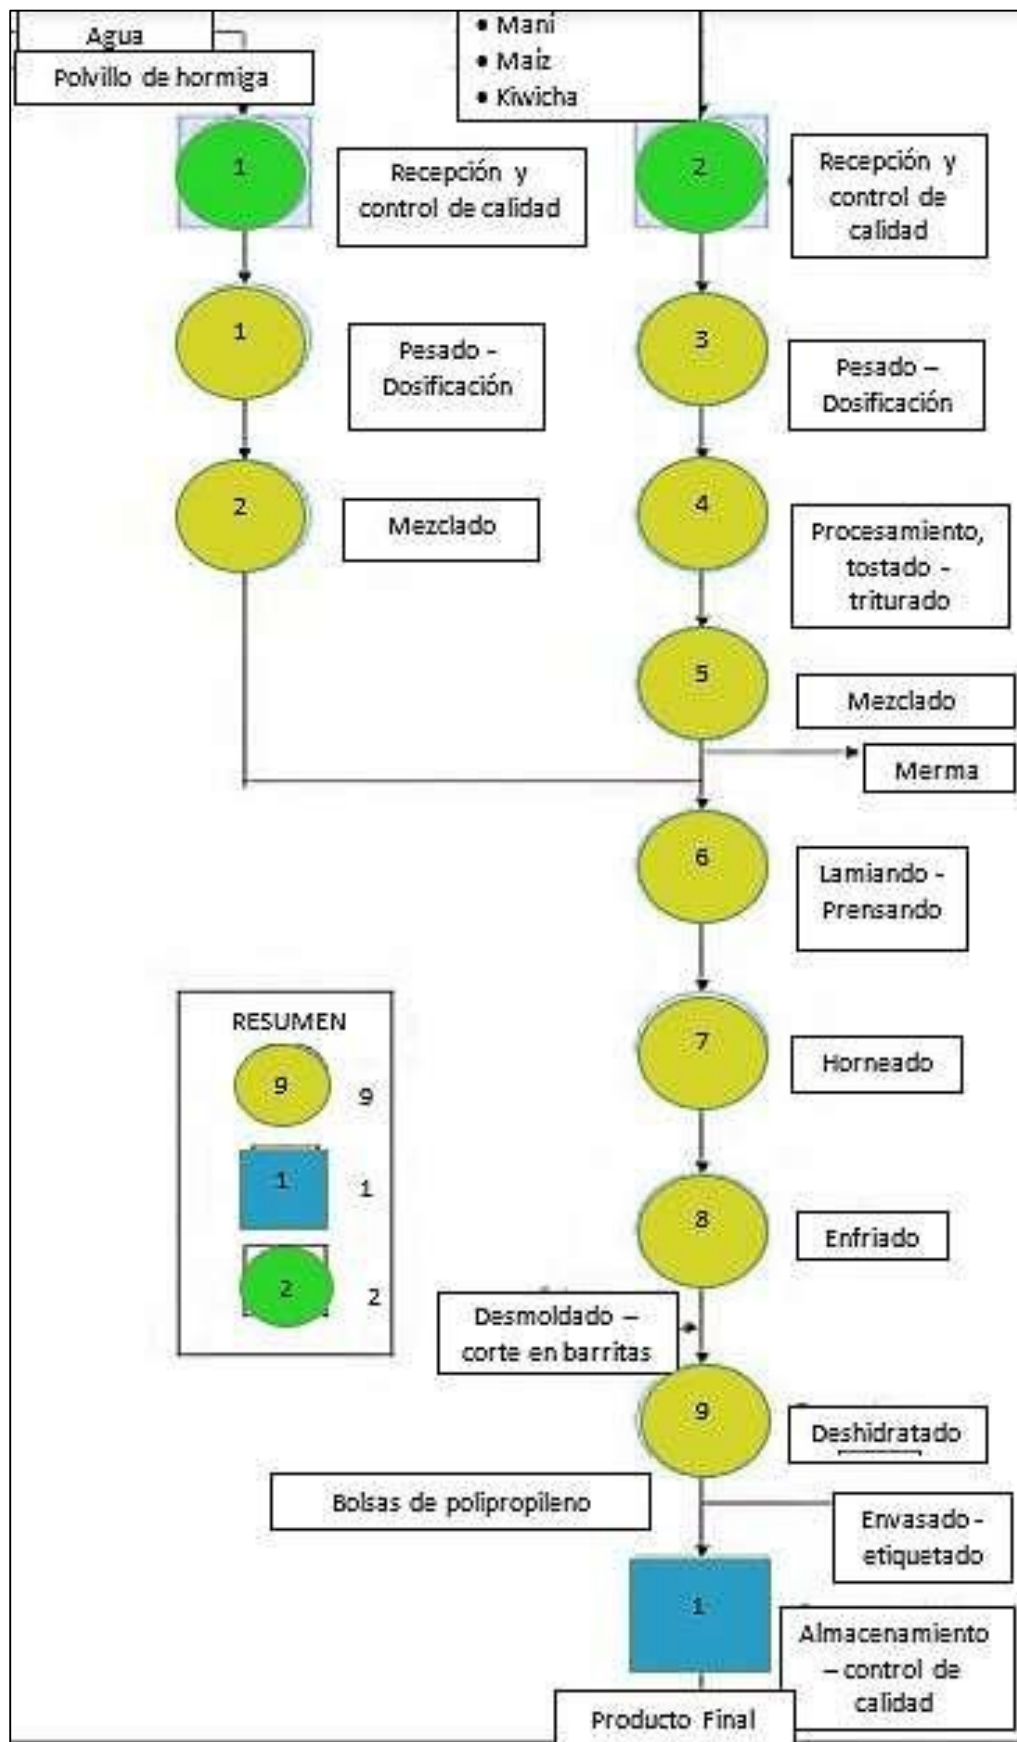 Agua
Polvillo de hormiga
• Maní
• Maíz
• Kiwicha
1
Recepción y
control de calidad
2
Recepción y
control de
calidad
1
Pesado -
Dosificación
3
Pesado –
Dosificación
2
Mezclado
4
Procesamiento,
tostado -
triturado
5
Mezclado
Merma
6
Lamiando -
Prensando
RESUMEN
9
9
1
1
2
2
7
Horneado
8
Enfriado
Desmoldado –
corte en barritas
9
Deshidratado
Bolsas de polipropileno
Envasado -
etiquetado
1
Almacenamiento
– control de
calidad
Producto Final